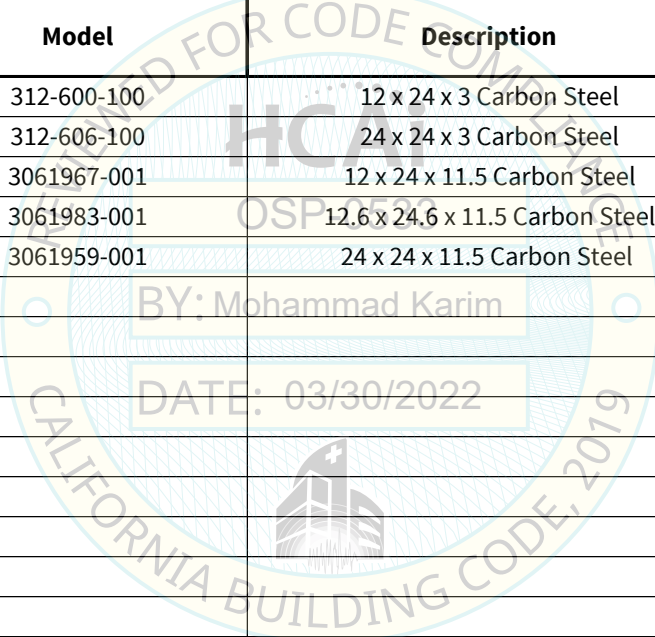 Model Description
312-600-100 12 x 24 x 3 Carbon Steel
312-606-100 24 x 24 x 3 Carbon Steel
3061967-001 12 x 24 x 11.5 Carbon Steel
3061983-001 12.6 x 24.6 x 11.5 Carbon Steel
3061959-001 24 x 24 x 11.5 Carbon Steel
REVIEWED FOR CODE COMPLIANCE
HCAi
OSP-0533
BY: Mohammad Karim
DATE: 03/30/2022
CALIFORNIA BUILDING CODE, 2019